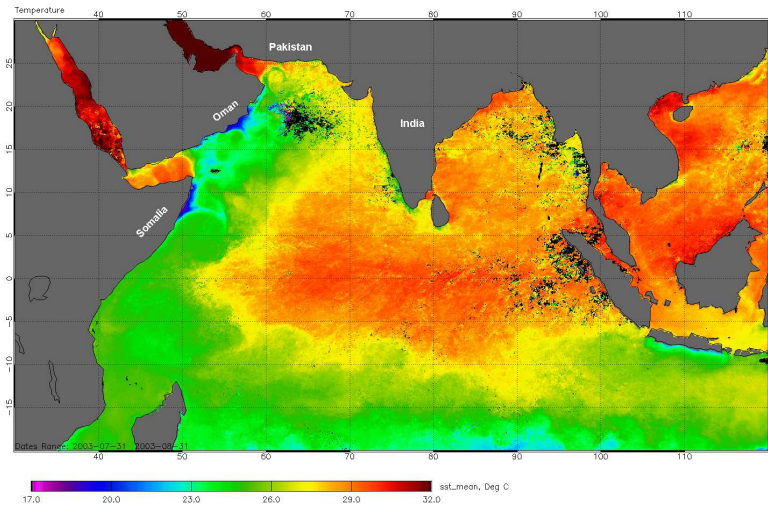 Temperature
40 50 60 70 80 90 100 110
Pakistan
25
Oman
20
India
15
10
Somalia
5
0
-5
-10
-15
Dates Range: 2003-07-31 2003-08-31
40 50 60 70 80 90 100 110
sst_mean, Deg C
17.0 20.0 23.0 26.0 29.0 32.0